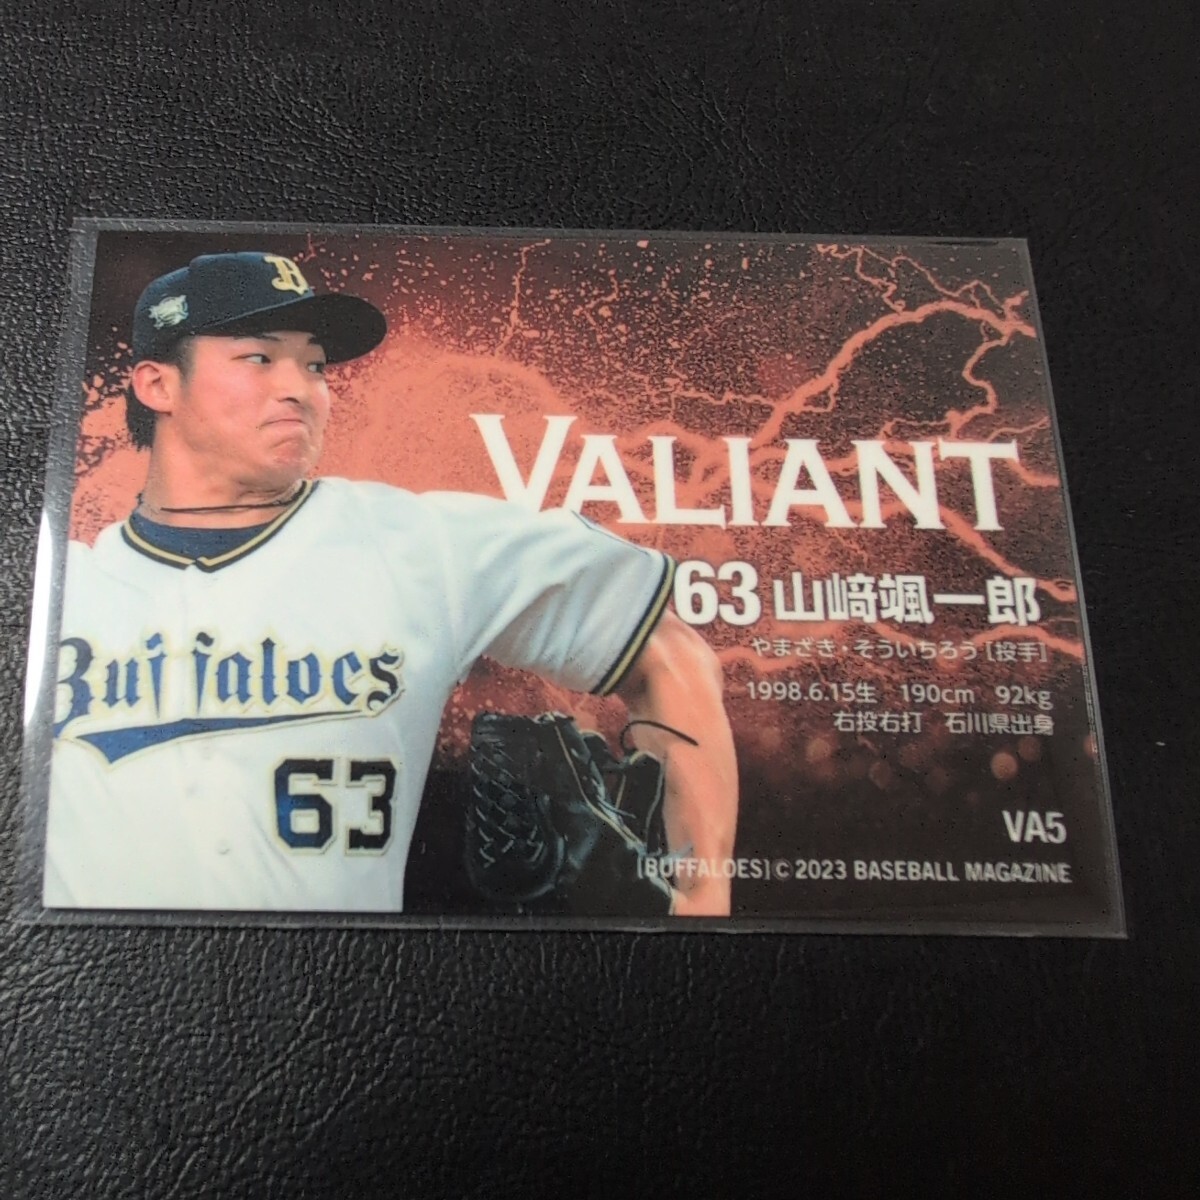 B
Buffaloes
63
VALIANT
63 山﨑颯一郎
やまざき・そういちろう [投手]
1998.6.15生 190cm 92kg
右投右打 石川県出身
VA5
[BUFFALOES] © 2023 BASEBALL MAGAZINE